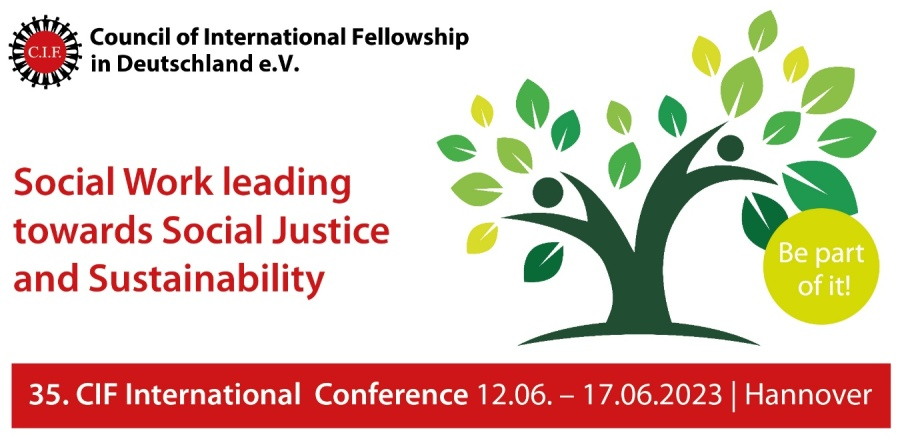 C.I.F.
Council of International Fellowship
in Deutschland e.V.
Social Work leading
towards Social Justice
and Sustainability
Be part
of it!
35. CIF International Conference 12.06. – 17.06.2023 | Hannover